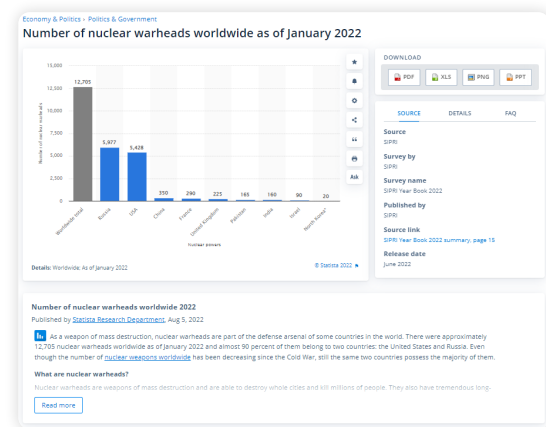 Economy & Politics › Politics & Government
Number of nuclear warheads worldwide as of January 2022
15,000
12,500
10,000
7,500
5,000
2,500
0
Number of nuclear warheads
12,705
5,977
5,428
350
290
225
165
160
90
20
Worldwide total
Russia
USA
China
France
United Kingdom
Pakistan
India
Israel
North Korea*
Nuclear powers
Ask
Details: Worldwide; As of January 2022
© Statista 2022
DOWNLOAD
PDF
XLS
PNG
PPT
SOURCE DETAILS FAQ
Source
SIPRI
Survey by
SIPRI
Survey name
SIPRI Year Book 2022
Published by
SIPRI
Source link
SIPRI Year Book 2022 summary, page 15
Release date
June 2022
Number of nuclear warheads worldwide 2022
Published by Statista Research Department, Aug 5, 2022
As a weapon of mass destruction, nuclear warheads are part of the defense arsenal of some countries in the world. There were approximately
12,705 nuclear warheads worldwide as of January 2022 and almost 90 percent of them belong to two countries: the United States and Russia. Even
though the number of nuclear weapons worldwide has been decreasing since the Cold War, still the same two countries possess the majority of them.
What are nuclear warheads?
Nuclear warheads are weapons of mass destruction and are able to destroy whole cities and kill millions of people. They also have tremendous long-
Read more